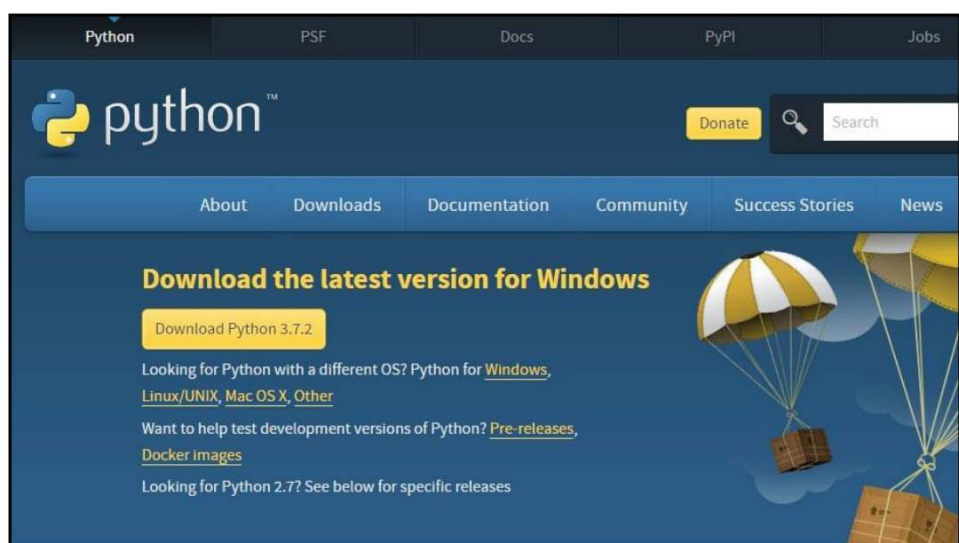 Python PSF Docs PyPI Jobs
python™
Donate Search
About Downloads Documentation Community Success Stories News
Download the latest version for Windows
Download Python 3.7.2
Looking for Python with a different OS? Python for Windows,
Linux/UNIX, Mac OS X, Other
Want to help test development versions of Python? Pre-releases,
Docker images
Looking for Python 2.7? See below for specific releases